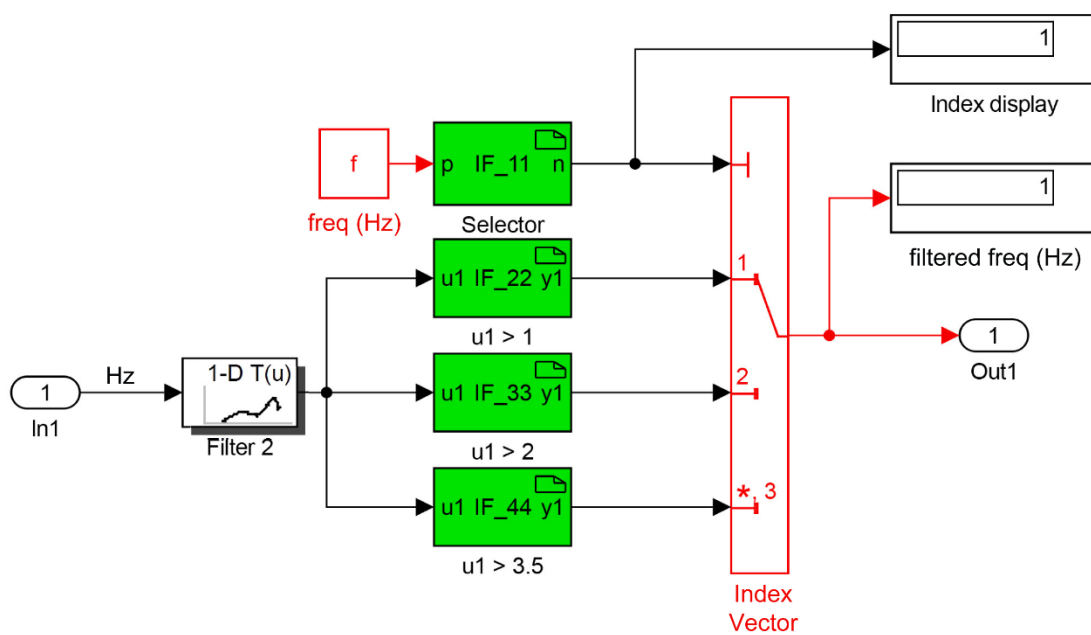 1
Index display
f
freq (Hz)
p IF_11 n
Selector
1
filtered freq (Hz)
u1 IF_22 y1
u1 > 1
1
1
Out1
1
In1
Hz
1-D T(u)
Filter 2
u1 IF_33 y1
u1 > 2
2
u1 IF_44 y1
u1 > 3.5
*, 3
Index
Vector